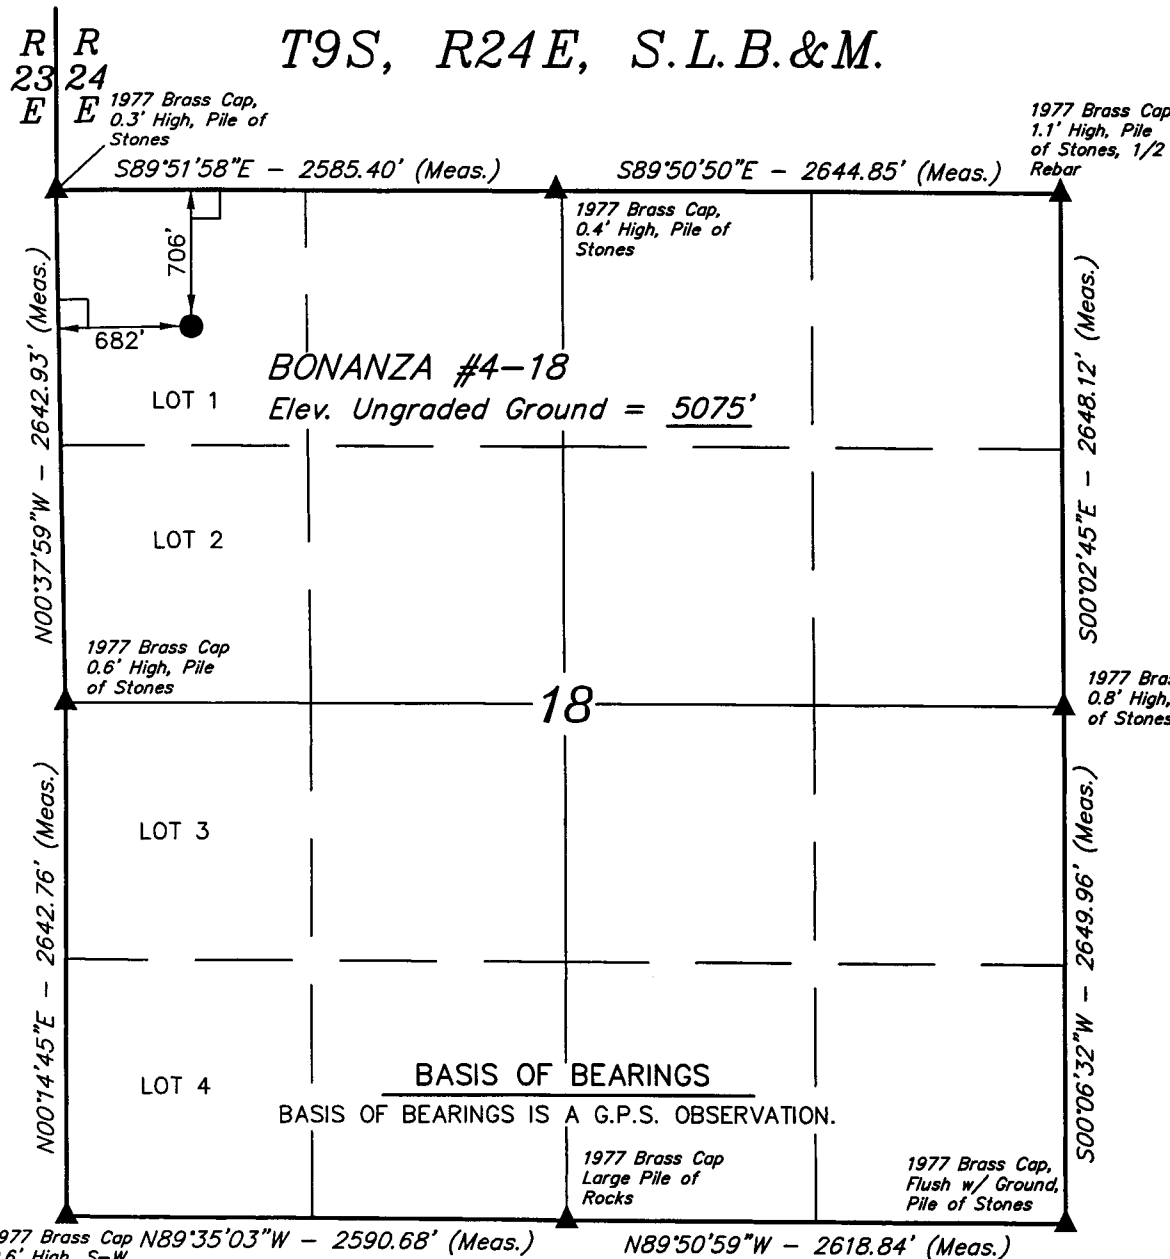 T9S, R24E, S.L.B.&M.
R R
23 24
E E
1977 Brass Cap,
0.3' High, Pile of
Stones
1977 Brass Cap
1.1' High, Pile
of Stones, 1/2
Rebar
S89°51'58"E - 2585.40' (Meas.)
S89°50'50"E - 2644.85' (Meas.)
1977 Brass Cap,
0.4' High, Pile of
Stones
706'
682'
N00°37'59"W - 2642.93' (Meas.)
S00°02'45"E - 2648.12' (Meas.)
BONANZA #4-18
Elev. Ungraded Ground = 5075'
LOT 1
LOT 2
1977 Brass Cap
0.6' High, Pile
of Stones
18
1977
0.8' High,
of Stones
LOT 3
N00°14'45"E - 2642.76' (Meas.)
S00°06'32"W - 2649.96' (Meas.)
LOT 4
BASIS OF BEARINGS
BASIS OF BEARINGS IS A G.P.S. OBSERVATION.
1977 Brass Cap
Large Pile of
Rocks
1977 Brass Cap,
Flush w/ Ground,
Pile of Stones
Brass Cap
High, S-W
N89°35'03"W - 2590.68' (Meas.)
N89°50'59"W - 2618.84' (Meas.)